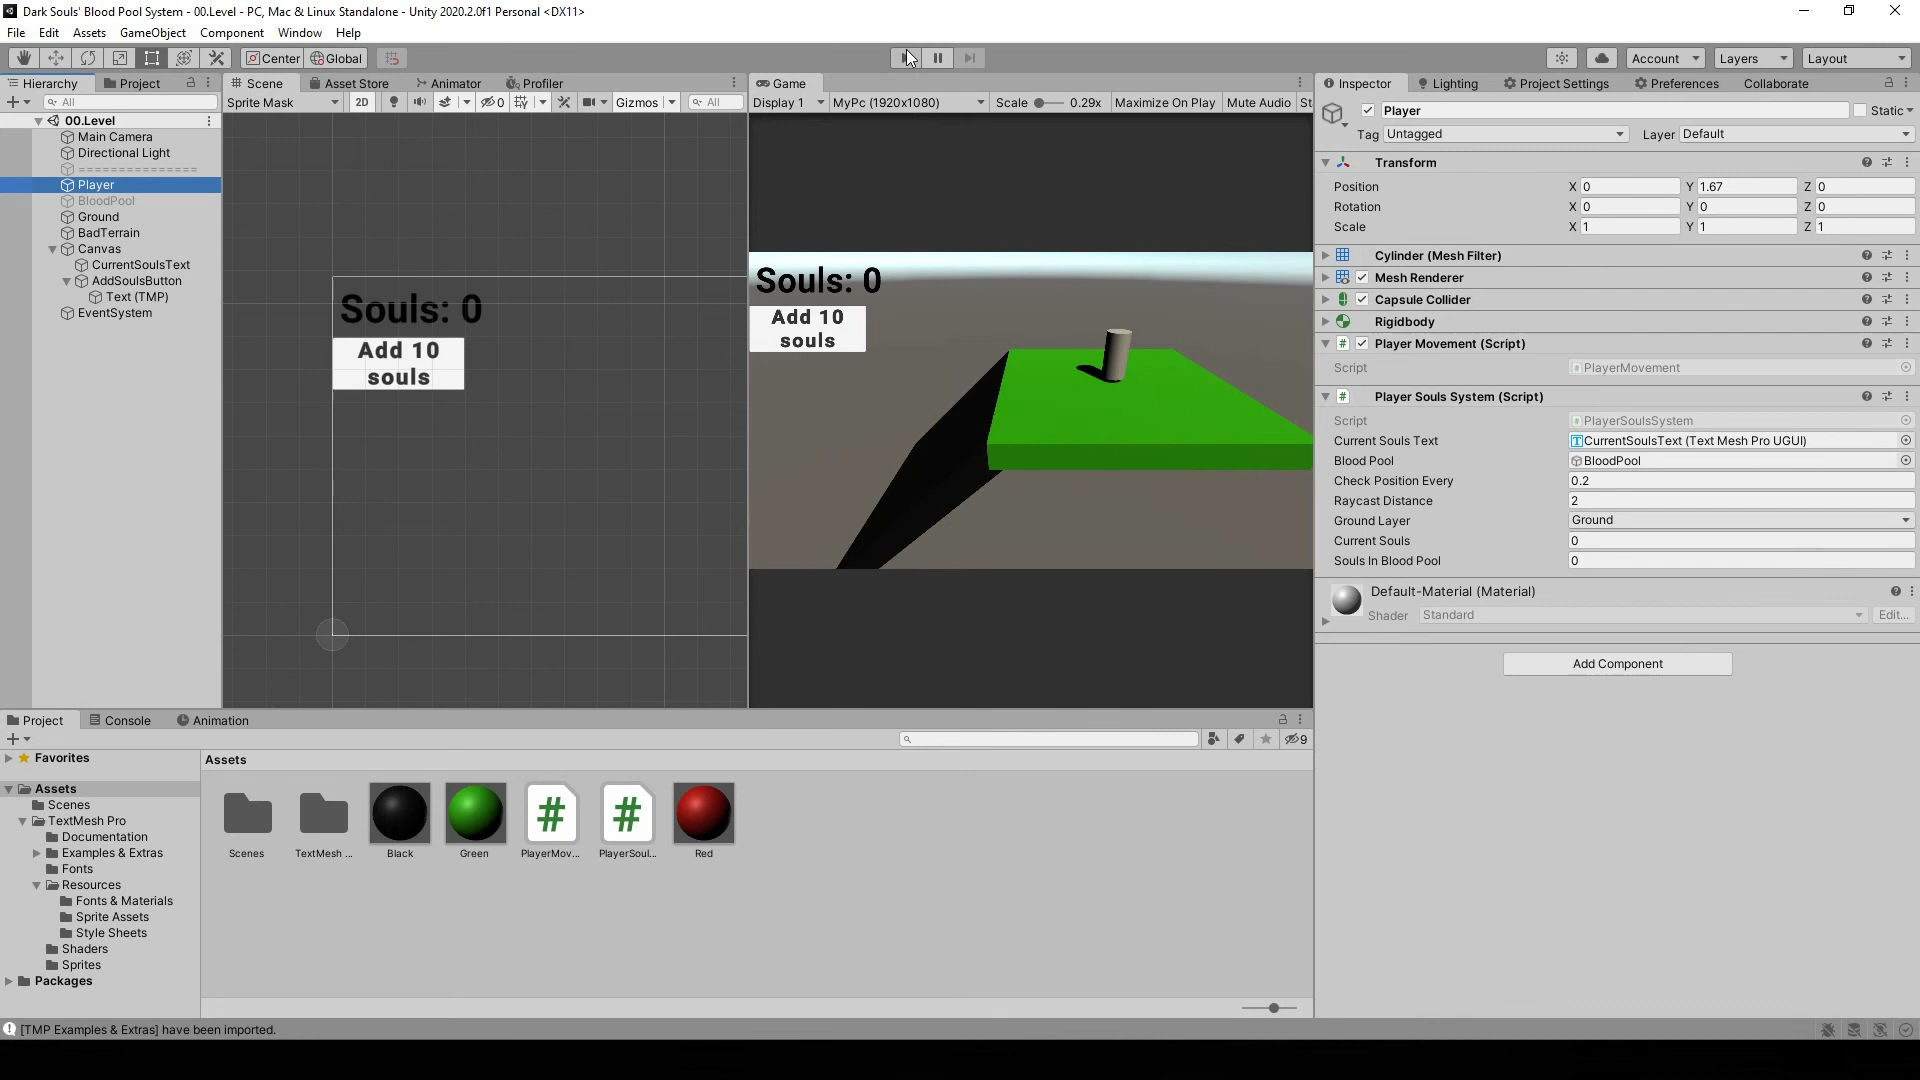 Dark Souls' Blood Pool System - 00.Level - PC, Mac & Linux Standalone - Unity 2020.2.0f1 Personal <DX11>
File Edit Assets GameObject Component Window Help
Center Global Account Layers Layout
Hierarchy Project
All
00.Level
Main Camera
Directional Light
===============
Player
BloodPool
Ground
BadTerrain
Canvas
CurrentSoulsText
AddSoulsButton
Text (TMP)
EventSystem
Scene Asset Store Animator Profiler
Sprite Mask 2D 0 Gizmos All
Souls: 0
Add 10
souls
Game
Display 1 MyPc (1920x1080) Scale 0.29x Maximize On Play Mute Audio St
Souls: 0
Add 10
souls
Inspector Lighting Project Settings Preferences Collaborate
Player Static
Tag Untagged Layer Default
Transform
Position X 0 Y 1.67 Z 0
Rotation X 0 Y 0 Z 0
Scale X 1 Y 1 Z 1
Cylinder (Mesh Filter)
Mesh Renderer
Capsule Collider
Rigidbody
Player Movement (Script)
Script PlayerMovement
Player Souls System (Script)
Script PlayerSoulsSystem
Current Souls Text CurrentSoulsText (Text Mesh Pro UGUI)
Blood Pool BloodPool
Check Position Every 0.2
Raycast Distance 2
Ground Layer Ground
Current Souls 0
Souls In Blood Pool 0
Default-Material (Material)
Shader Standard Edit...
Add Component
Project Console Animation
9
Favorites
Assets
Scenes
TextMesh Pro
Documentation
Examples & Extras
Fonts
Resources
Fonts & Materials
Sprite Assets
Style Sheets
Shaders
Sprites
Packages
Assets
Scenes TextMesh ... Black Green PlayerMov... PlayerSoul... Red
[TMP Examples & Extras] have been imported.